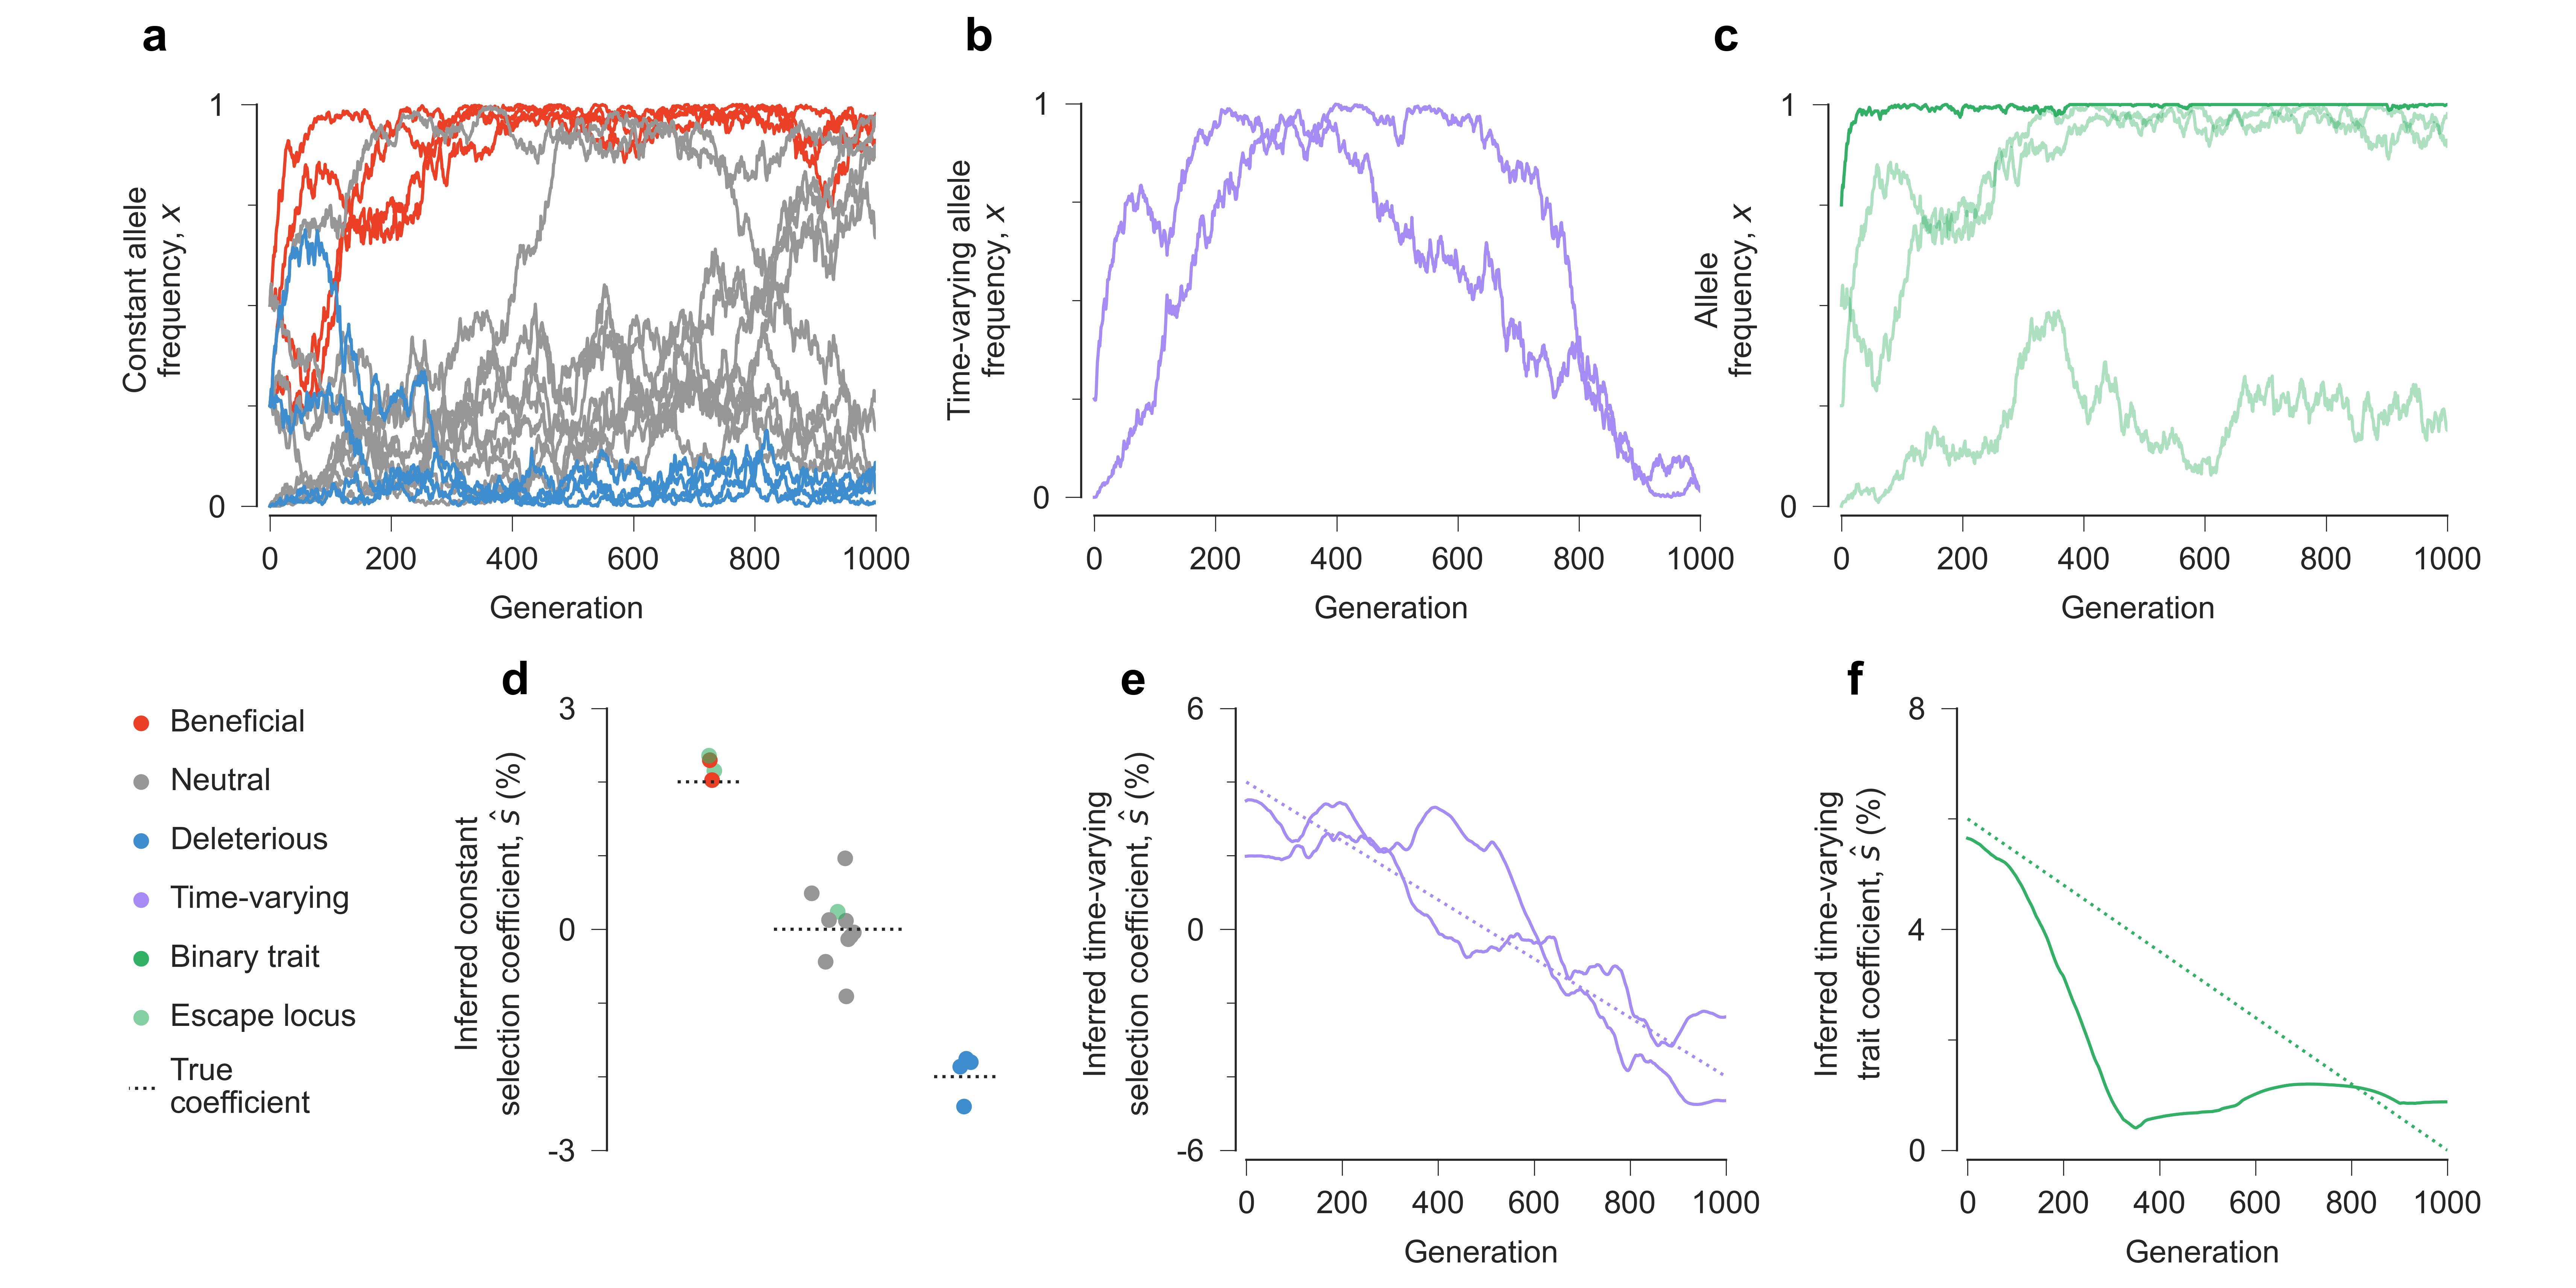 a
Constant allele
frequency, x
1
0
0 200 400 600 800 1000
Generation
b
Time-varying allele
frequency, x
1
0
0 200 400 600 800 1000
Generation
c
Allele
frequency, x
1
0
0 200 400 600 800 1000
Generation
Beneficial
Neutral
Deleterious
Time-varying
Binary trait
Escape locus
True
coefficient
d
Inferred constant
selection coefficient, ŝ (%)
3
0
-3
e
Inferred time-varying
selection coefficient, ŝ (%)
6
0
-6
0 200 400 600 800 1000
Generation
f
Inferred time-varying
trait coefficient, ŝ (%)
8
4
0
0 200 400 600 800 1000
Generation